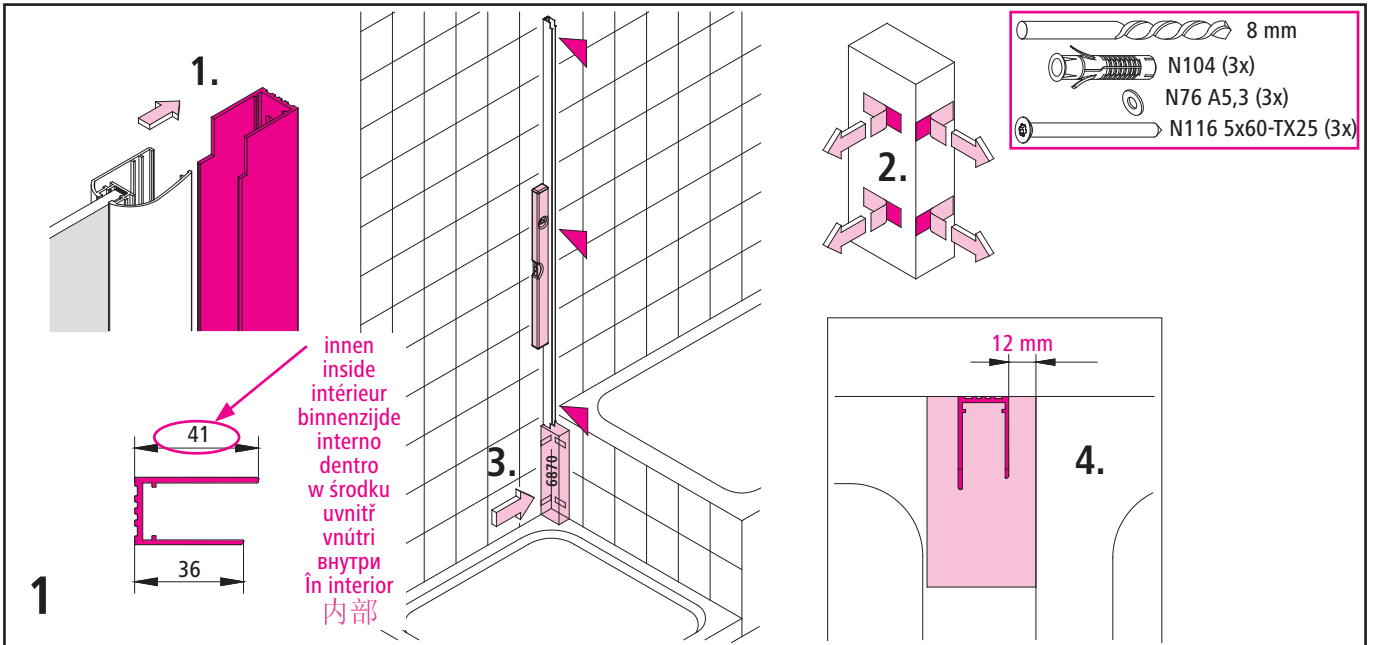 1.
innen
inside
intérieur
binnenzijde
interno
dentro
w środku
uvnitř
vnútri
внутри
În interior
内部
41
36
1
3.
6870
2.
8 mm
N104 (3x)
N76 A5,3 (3x)
N116 5x60-TX25 (3x)
12 mm
4.